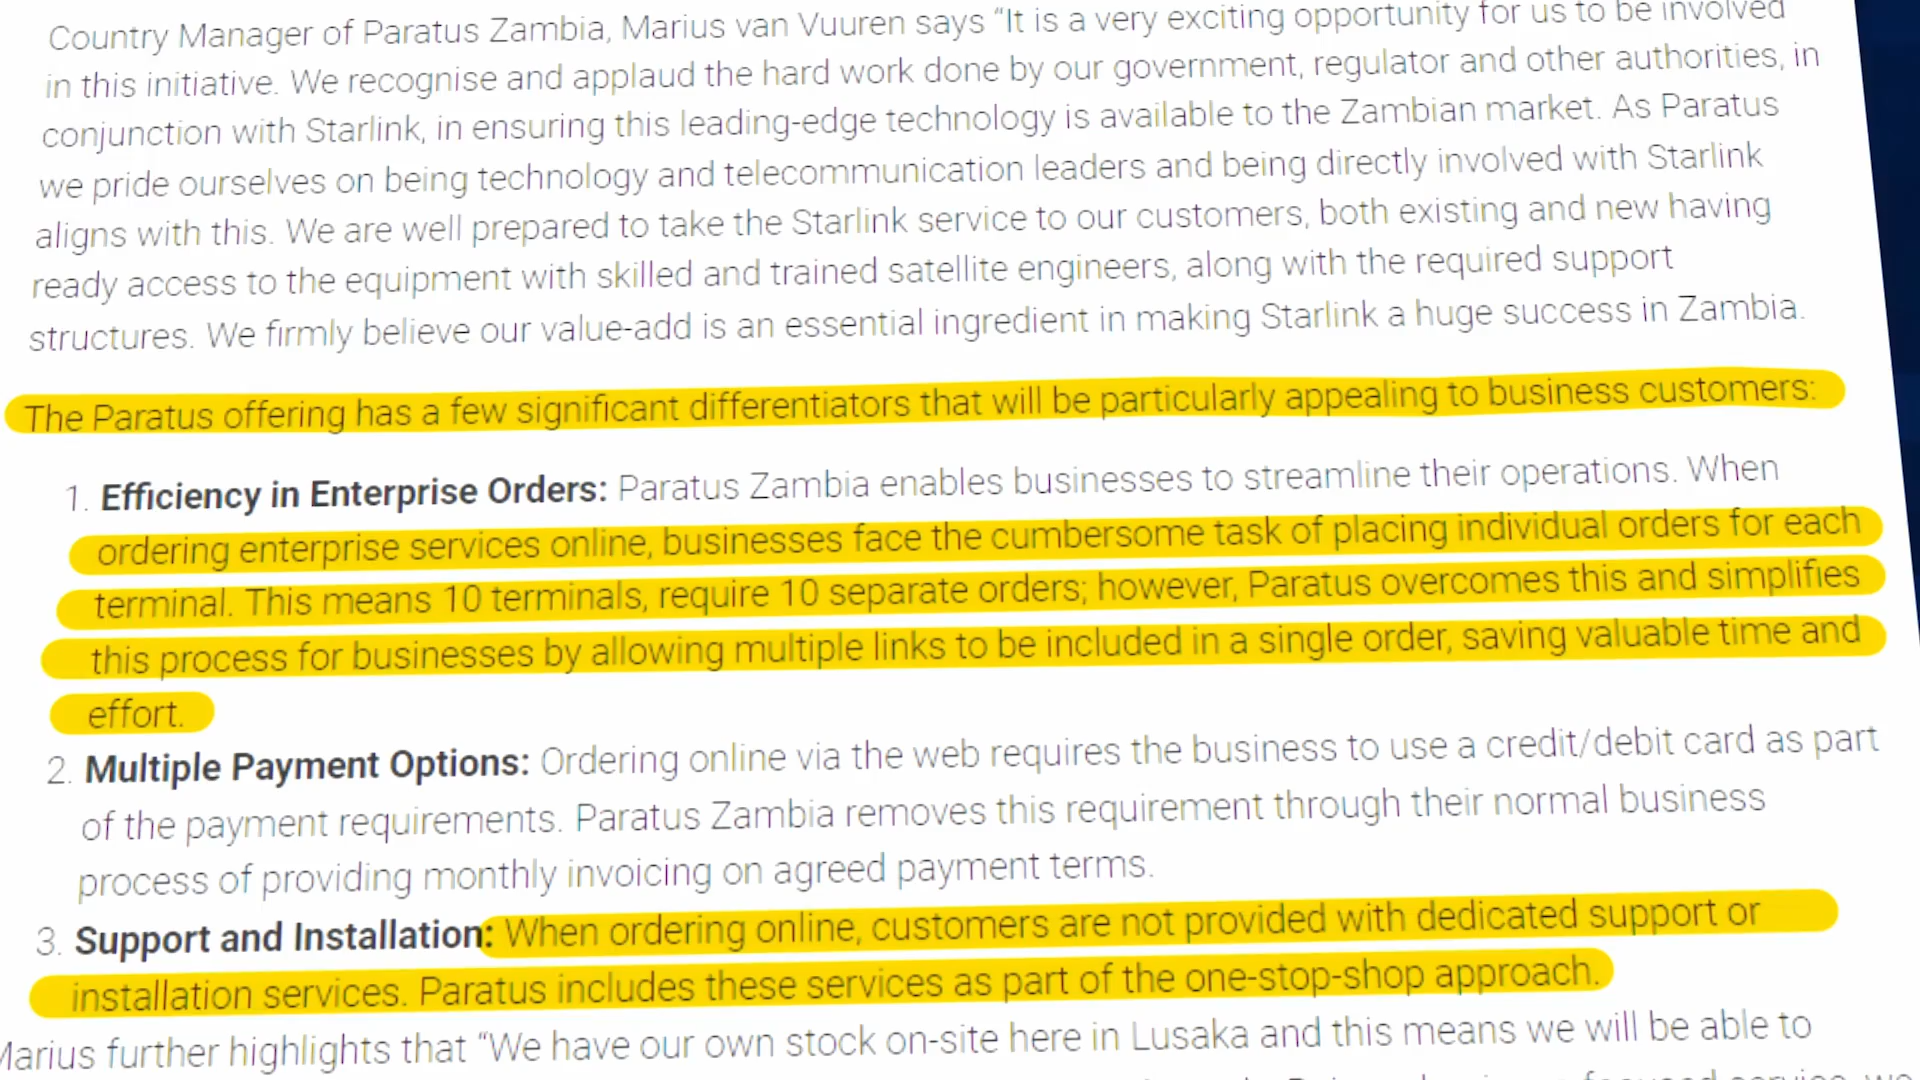 Country Manager of Paratus Zambia, Marius van Vuuren says “It is a very exciting opportunity for us to be involved
in this initiative. We recognise and applaud the hard work done by our government, regulator and other authorities, in
conjunction with Starlink, in ensuring this leading-edge technology is available to the Zambian market. As Paratus
we pride ourselves on being technology and telecommunication leaders and being directly involved with Starlink
aligns with this. We are well prepared to take the Starlink service to our customers, both existing and new having
ready access to the equipment with skilled and trained satellite engineers, along with the required support
structures. We firmly believe our value-add is an essential ingredient in making Starlink a huge success in Zambia.
The Paratus offering has a few significant differentiators that will be particularly appealing to business customers:
1. Efficiency in Enterprise Orders: Paratus Zambia enables businesses to streamline their operations. When
ordering enterprise services online, businesses face the cumbersome task of placing individual orders for each
terminal. This means 10 terminals, require 10 separate orders; however, Paratus overcomes this and simplifies
this process for businesses by allowing multiple links to be included in a single order, saving valuable time and
effort.
2. Multiple Payment Options: Ordering online via the web requires the business to use a credit/debit card as part
of the payment requirements. Paratus Zambia removes this requirement through their normal business
process of providing monthly invoicing on agreed payment terms.
3. Support and Installation: When ordering online, customers are not provided with dedicated support or
installation services. Paratus includes these services as part of the one-stop-shop approach.
Marius further highlights that “We have our own stock on-site here in Lusaka and this means we will be able to